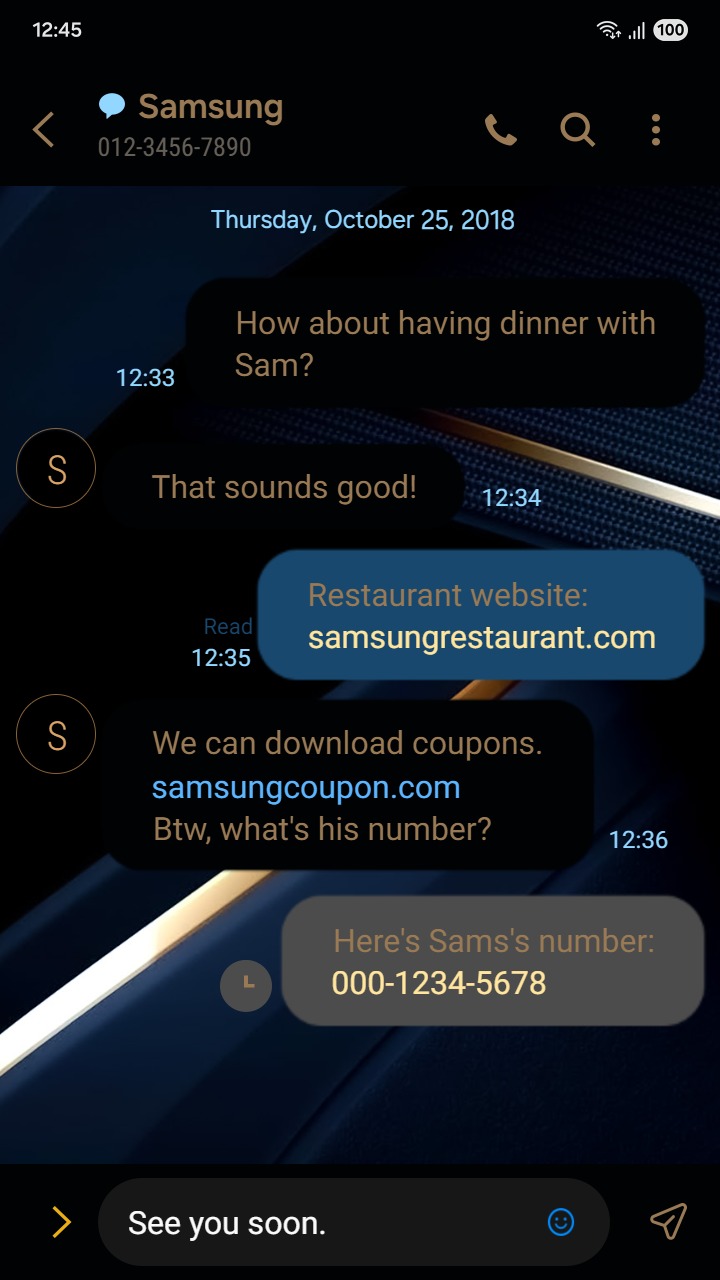 12:45
100
Samsung
012-3456-7890
Thursday, October 25, 2018
How about having dinner with
Sam?
12:33
S
That sounds good!
12:34
Restaurant website:
samsungrestaurant.com
Read
12:35
S
We can download coupons.
samsungcoupon.com
Btw, what's his number?
12:36
Here's Sams's number:
000-1234-5678
See you soon.